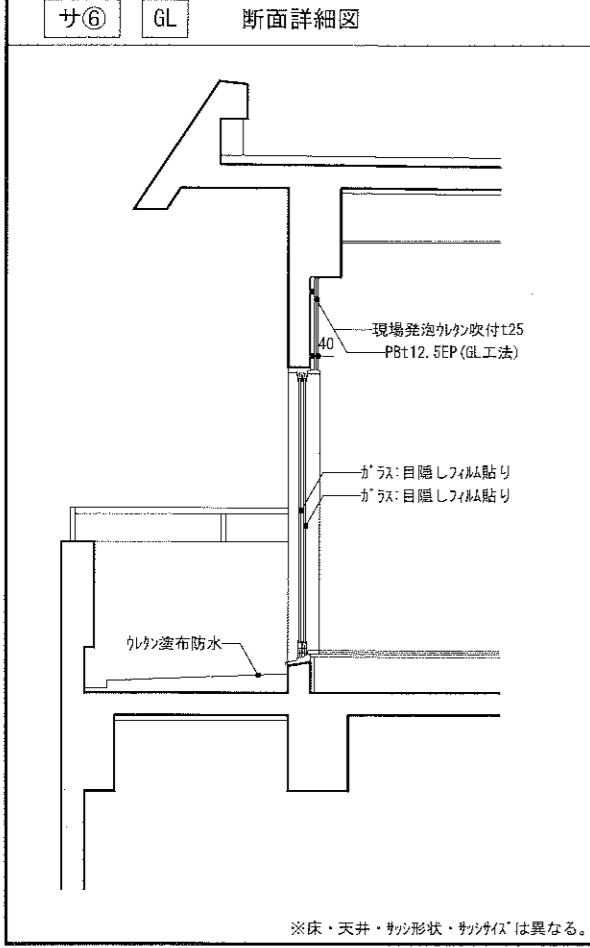 サ⑥ GL 断面詳細図
現場発泡ｳﾚﾀﾝ吹付t25
40
PBt12.5EP(GL工法)
ｶﾞﾗｽ:目隠しﾌｨﾙﾑ貼り
ｶﾞﾗｽ:目隠しﾌｨﾙﾑ貼り
ｳﾚﾀﾝ塗布防水
※床・天井・ｻｯｼ形状・ｻｯｼｻｲｽﾞは異なる。